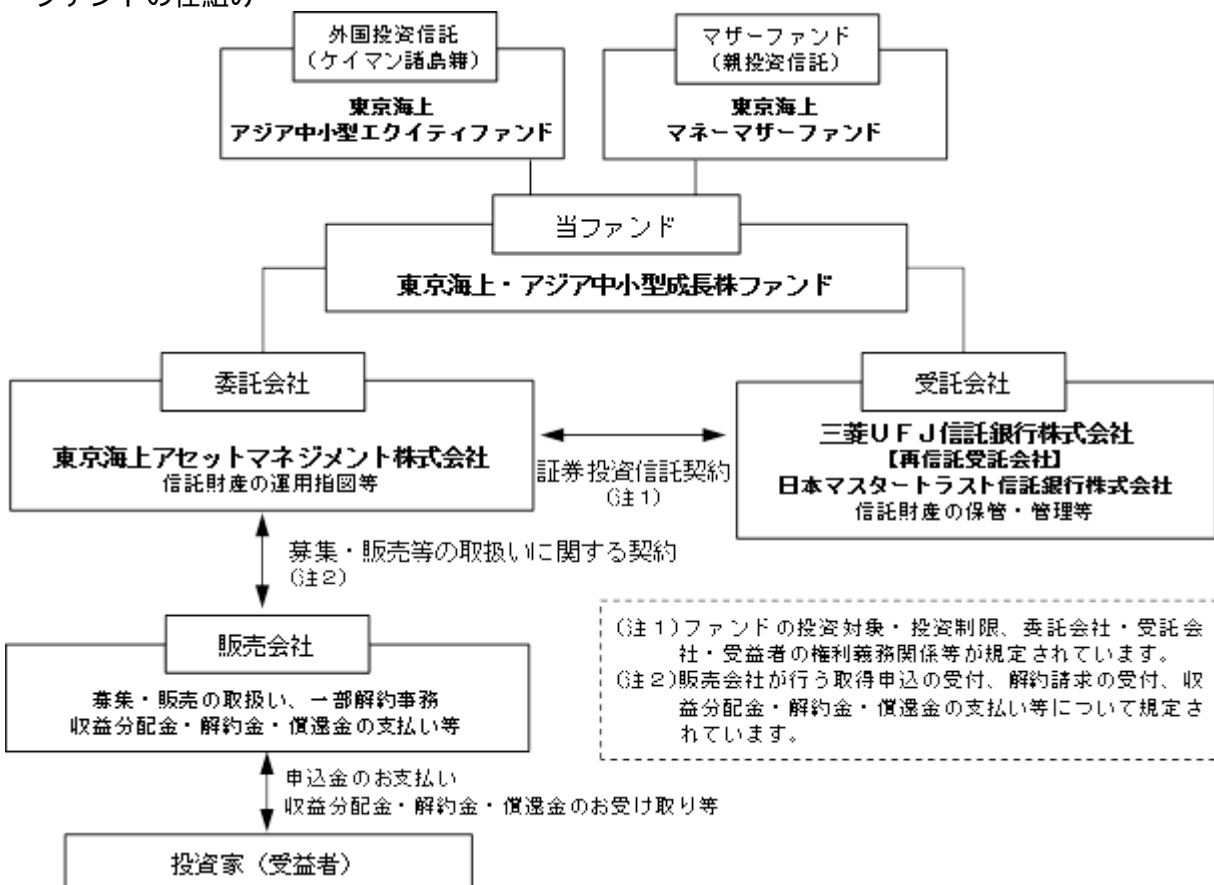 ファンドの仕組み
外国投資信託
（ケイマン諸島籍）
東京海上
アジア中小型エクイティファンド
マザーファンド
（親投資信託）
東京海上
マネーマザーファンド
当ファンド
東京海上・アジア中小型成長株ファンド
委託会社
東京海上アセットマネジメント株式会社
信託財産の運用指図等
証券投資信託契約
（注１）
受託会社
三菱ＵＦＪ信託銀行株式会社
【再信託受託会社】
日本マスタートラスト信託銀行株式会社
信託財産の保管・管理等
募集・販売等の取扱いに関する契約
（注２）
販売会社
募集・販売の取扱い、一部解約事務
収益分配金・解約金・償還金の支払い等
（注１）ファンドの投資対象・投資制限、委託会社・受託会
社・受益者の権利義務関係等が規定されています。
（注２）販売会社が行う取得申込の受付、解約請求の受付、収
益分配金・解約金・償還金の支払い等について規定さ
れています。
申込金のお支払い
収益分配金・解約金・償還金のお受け取り等
投資家（受益者）